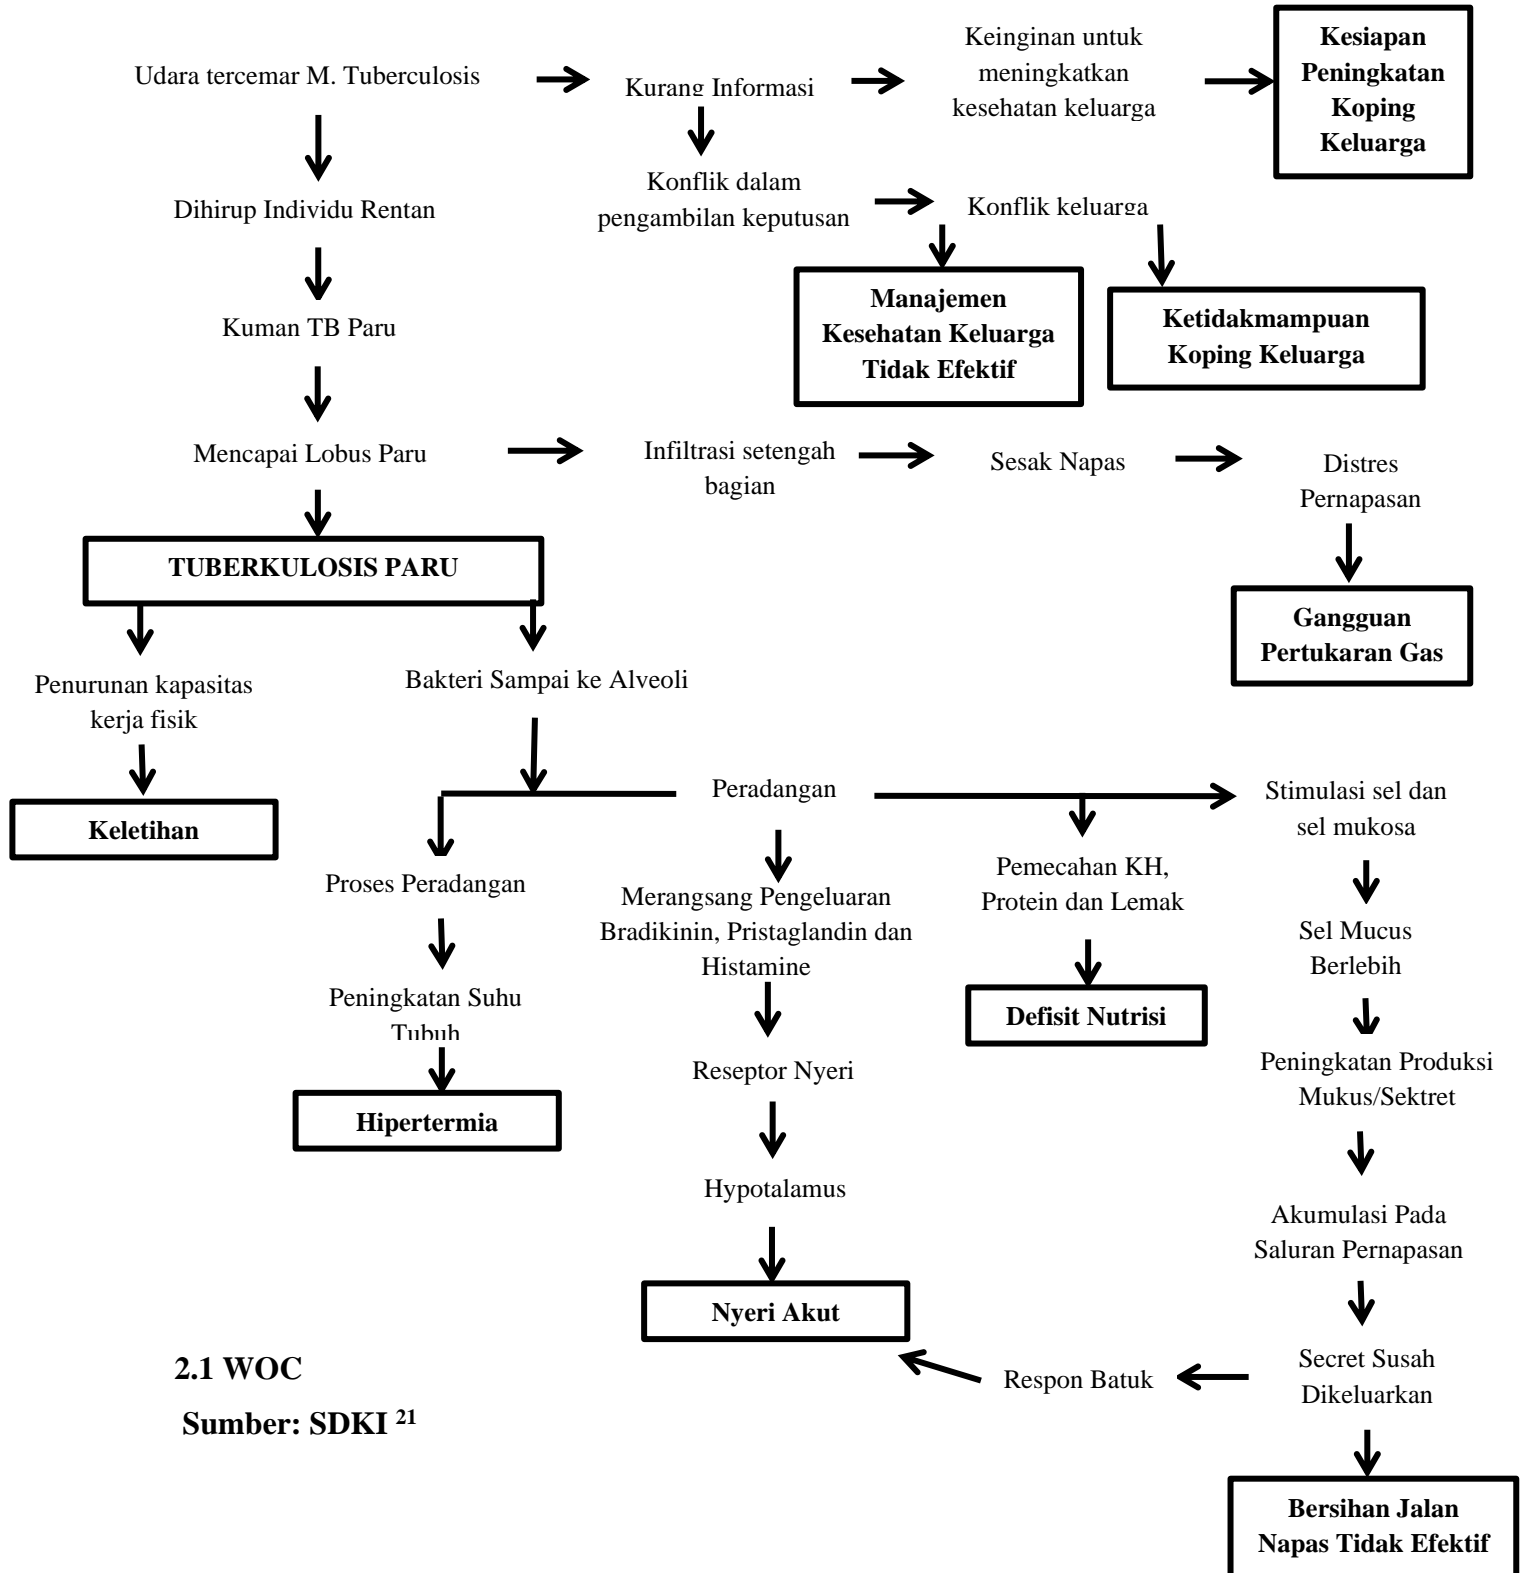 Udara tercemar M. Tuberculosis
Kurang Informasi
Keinginan untuk
meningkatkan
kesehatan keluarga
Kesiapan
Peningkatan
Koping
Keluarga
Dihirup Individu Rentan
Konflik dalam
pengambilan keputusan
Konflik keluarga
Manajemen
Kesehatan Keluarga
Tidak Efektif
Ketidakmampuan
Koping Keluarga
Kuman TB Paru
Mencapai Lobus Paru
Infiltrasi setengah
bagian
Sesak Napas
Distres
Pernapasan
TUBERKULOSIS PARU
Gangguan
Pertukaran Gas
Penurunan kapasitas
kerja fisik
Bakteri Sampai ke Alveoli
Keletihan
Peradangan
Stimulasi sel dan
sel mukosa
Proses Peradangan
Merangsang Pengeluaran
Bradikinin, Pristaglandin dan
Histamine
Pemecahan KH,
Protein dan Lemak
Sel Mucus
Berlebih
Peningkatan Suhu
Tubuh
Defisit Nutrisi
Hipertermia
Reseptor Nyeri
Peningkatan Produksi
Mukus/Sektret
Hypotalamus
Akumulasi Pada
Saluran Pernapasan
Nyeri Akut
Respon Batuk
Secret Susah
Dikeluarkan
Bersihan Jalan
Napas Tidak Efektif
2.1 WOC
Sumber: SDKI 21